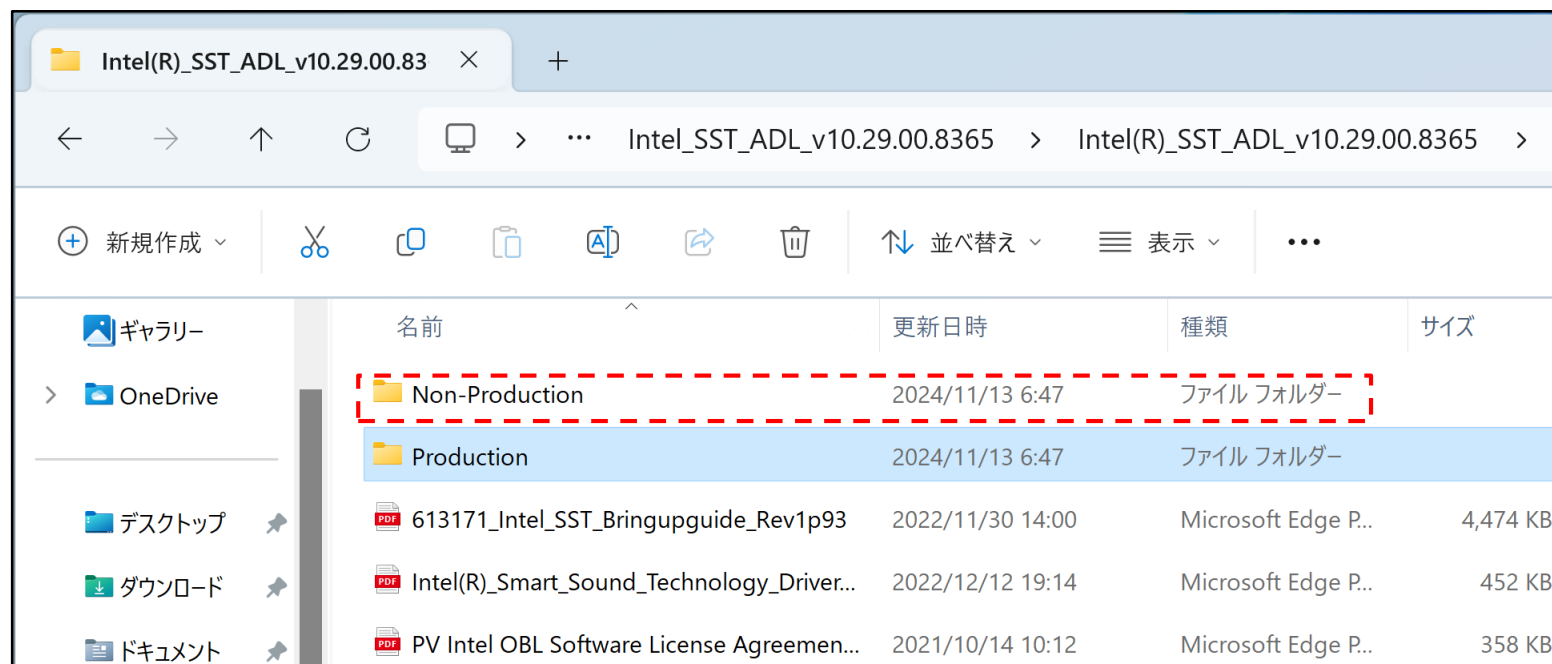 Intel(R)_SST_ADL_v10.29.00.83
Intel_SST_ADL_v10.29.00.8365 > Intel(R)_SST_ADL_v10.29.00.8365 >
新規作成 並べ替え 表示
ギャラリー
OneDrive
デスクトップ
ダウンロード
ドキュメント
名前 更新日時 種類 サイズ
Non-Production 2024/11/13 6:47 ファイル フォルダー
Production 2024/11/13 6:47 ファイル フォルダー
PDF 613171_Intel_SST_Bringupguide_Rev1p93 2022/11/30 14:00 Microsoft Edge P... 4,474 KB
PDF Intel(R)_Smart_Sound_Technology_Driver... 2022/12/12 19:14 Microsoft Edge P... 452 KB
PDF PV Intel OBL Software License Agreemen... 2021/10/14 10:12 Microsoft Edge P... 358 KB